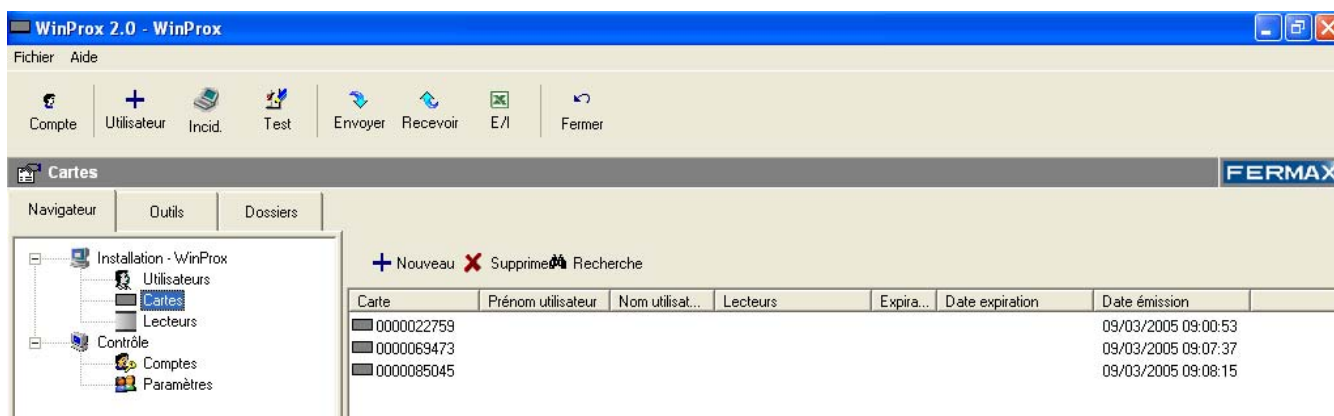 WinProx 2.0 - WinProx
Fichier Aide
Compte Utilisateur Incid. Test Envoyer Recevoir E/I Fermer
Cartes FERMAX
Navigateur Outils Dossiers
Installation - WinProx
Utilisateurs
Cartes
Lecteurs
Contrôle
Comptes
Paramètres
Nouveau Supprimer Recherche
Carte Prénom utilisateur Nom utilisat... Lecteurs Expira... Date expiration Date émission
0000022759 09/03/2005 09:00:53
0000069473 09/03/2005 09:07:37
0000085045 09/03/2005 09:08:15